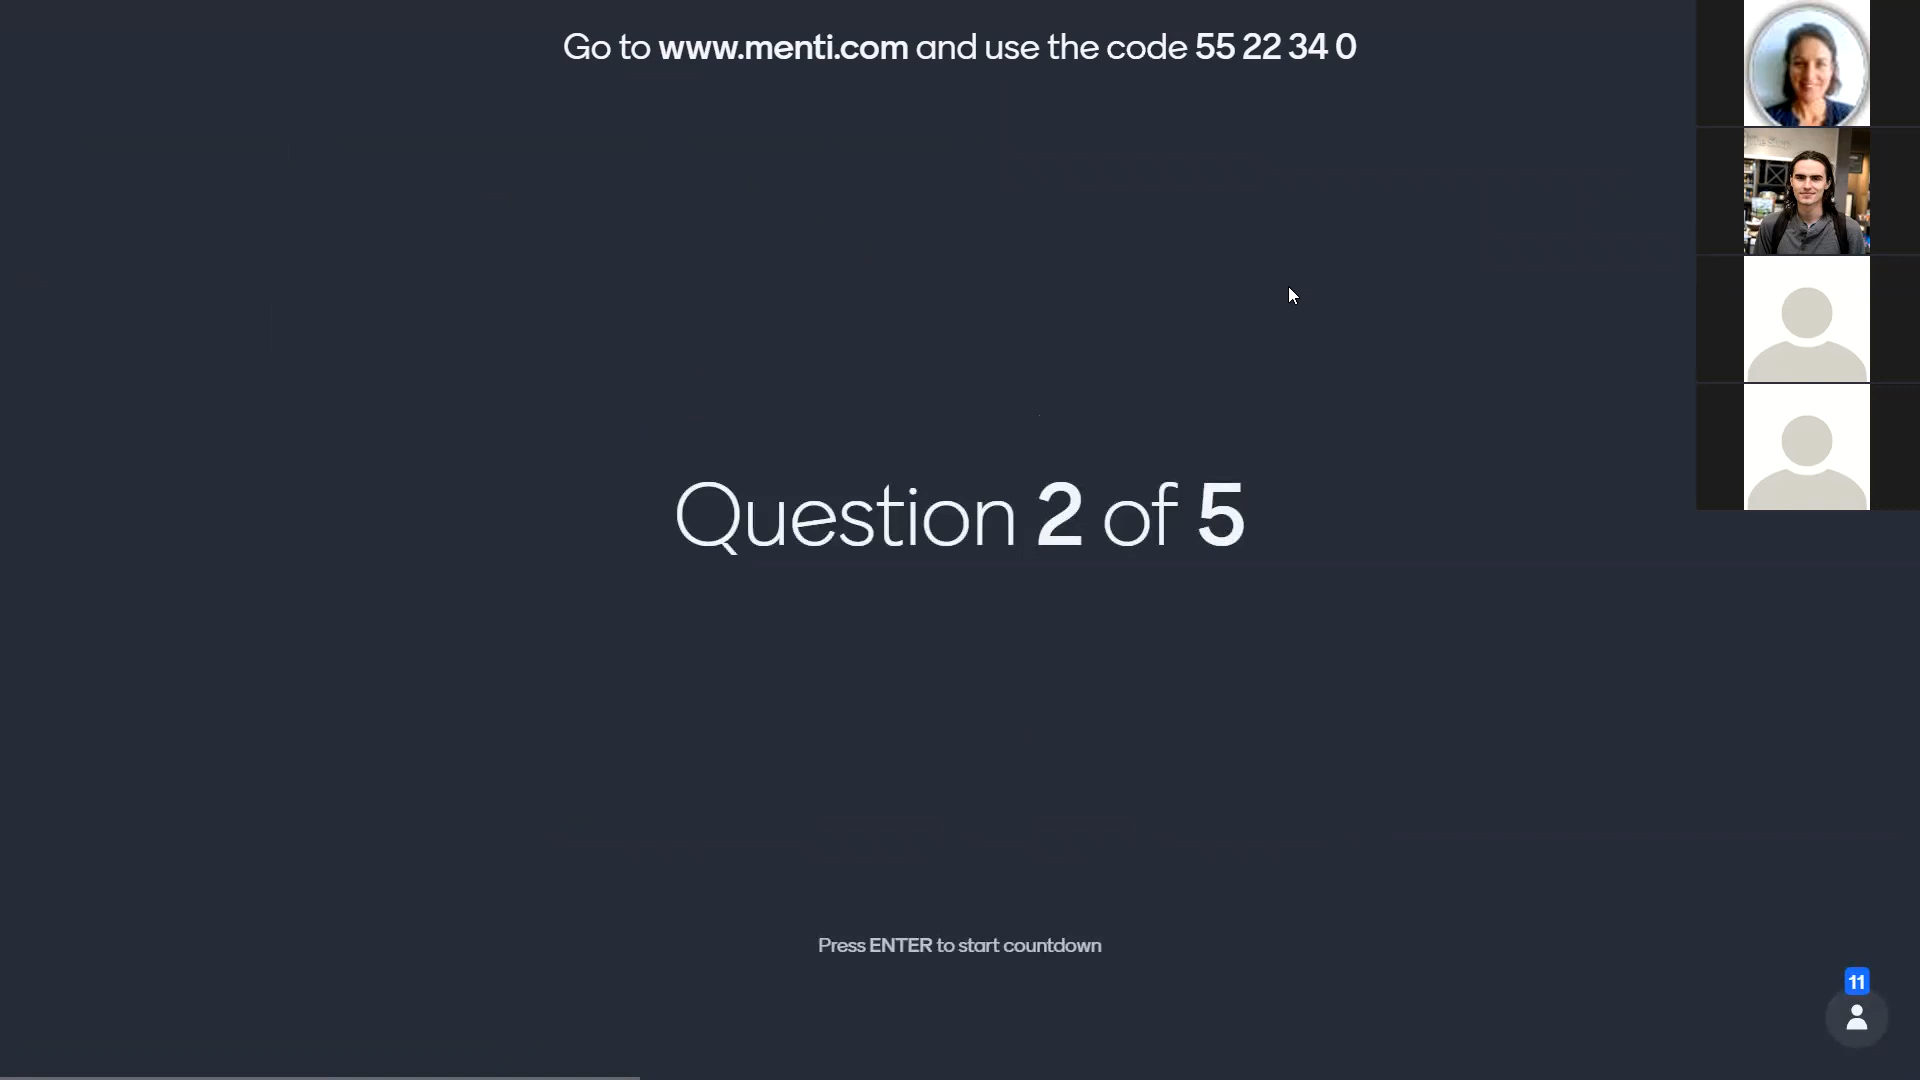 Go to www.menti.com and use the code 55 22 34 0
Question 2 of 5
Press ENTER to start countdown
11